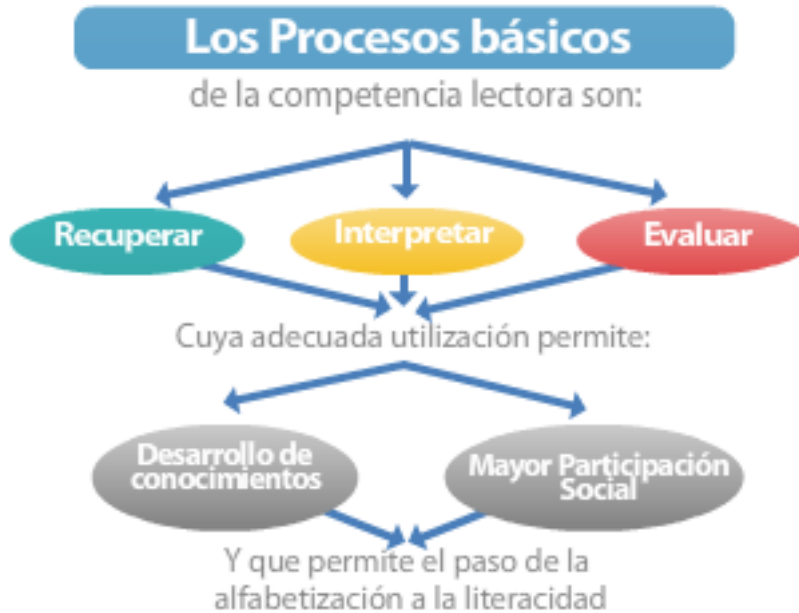 Los Procesos básicos
de la competencia lectora son:
Recuperar
Interpretar
Evaluar
Cuya adecuada utilización permite:
Desarrollo de
conocimientos
Mayor Participación
Social
Y que permite el paso de la
alfabetización a la literacidad